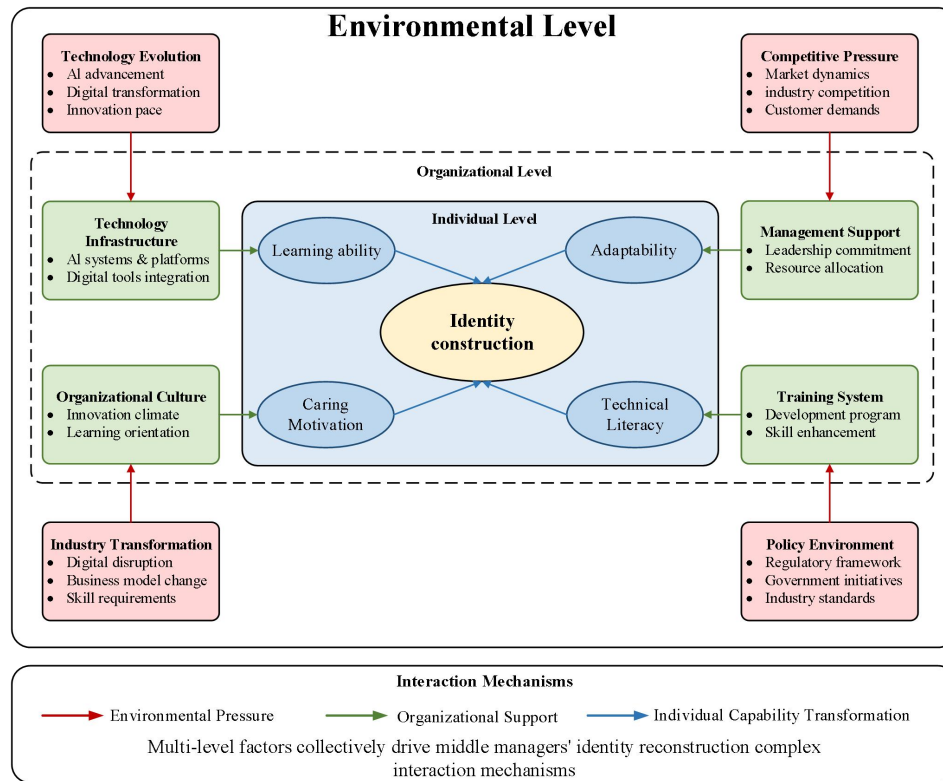 Environmental Level
Technology Evolution
• AI advancement
• Digital transformation
• Innovation pace
Competitive Pressure
• Market dynamics
• industry competition
• Customer demands
Organizational Level
Technology
Infrastructure
• AI systems & platforms
• Digital tools integration
Individual Level
Learning ability
Adaptability
Management Support
• Leadership commitment
• Resource allocation
Identity
construction
Organizational Culture
• Innovation climate
• Learning orientation
Caring
Motivation
Technical
Literacy
Training System
• Development program
• Skill enhancement
Industry Transformation
• Digital disruption
• Business model change
• Skill requirements
Policy Environment
• Regulatory framework
• Government initiatives
• Industry standards
Interaction Mechanisms
Environmental Pressure
Organizational Support
Individual Capability Transformation
Multi-level factors collectively drive middle managers' identity reconstruction complex
interaction mechanisms